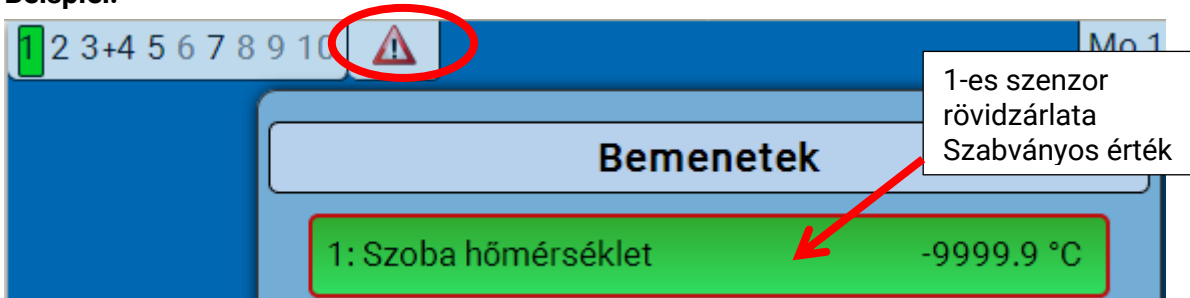 1 2 3+4 5 6 7 8 9 10
Mo 1
1-es szenzor
rövidzárlata
Szabványos érték
Bemenetek
1: Szoba hőmérséklet -9999.9 °C